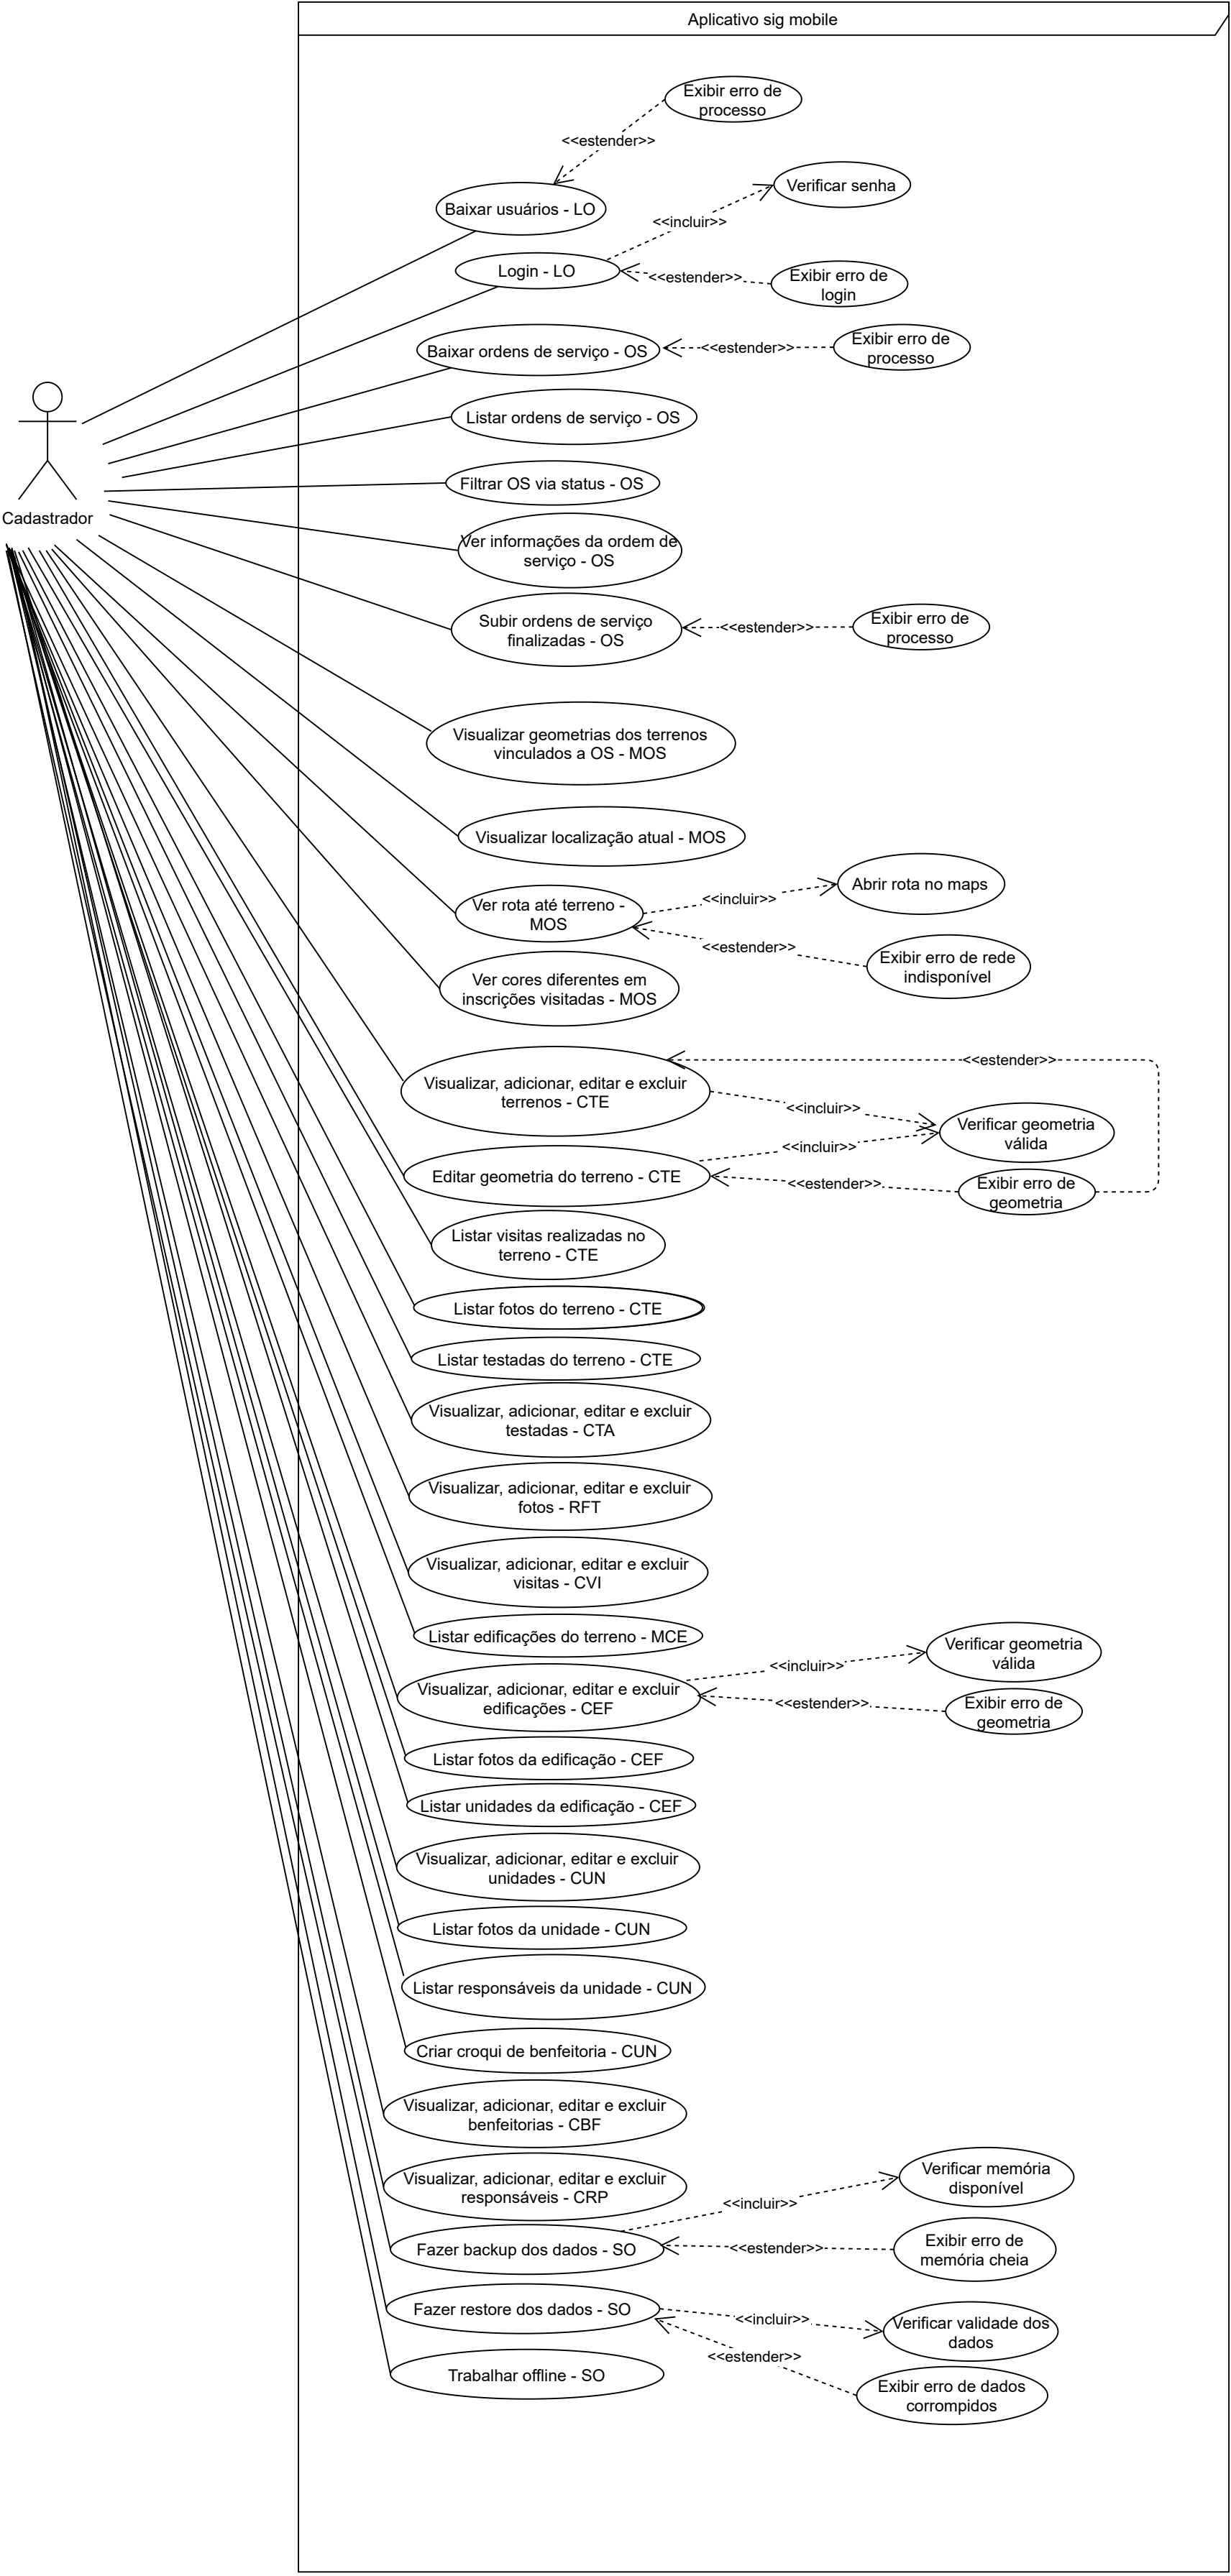 Aplicativo sig mobile
Exibir erro de
processo
<<estender>>
Verificar senha
Baixar usuários - LO
<<incluir>>
Login - LO
<<estender>>
Exibir erro de
login
Baixar ordens de serviço - OS
<<estender>>
Exibir erro de
processo
Listar ordens de serviço - OS
Filtrar OS via status - OS
Cadastrador
Ver informações da ordem de
serviço - OS
Subir ordens de serviço
finalizadas - OS
<<estender>>
Exibir erro de
processo
Visualizar geometrias dos terrenos
vinculados a OS - MOS
Visualizar localização atual - MOS
Ver rota até terreno -
MOS
<<incluir>>
Abrir rota no maps
<<estender>>
Exibir erro de rede
indisponível
Ver cores diferentes em
inscrições visitadas - MOS
<<estender>>
Visualizar, adicionar, editar e excluir
terrenos - CTE
<<incluir>>
Verificar geometria
válida
<<incluir>>
Editar geometria do terreno - CTE
<<estender>>
Exibir erro de
geometria
Listar visitas realizadas no
terreno - CTE
Listar fotos do terreno - CTE
Listar testadas do terreno - CTE
Visualizar, adicionar, editar e excluir
testadas - CTA
Visualizar, adicionar, editar e excluir
fotos - RFT
Visualizar, adicionar, editar e excluir
visitas - CVI
Listar edificações do terreno - MCE
Verificar geometria
válida
<<incluir>>
Visualizar, adicionar, editar e excluir
edificações - CEF
<<estender>>
Exibir erro de
geometria
Listar fotos da edificação - CEF
Listar unidades da edificação - CEF
Visualizar, adicionar, editar e excluir
unidades - CUN
Listar fotos da unidade - CUN
Listar responsáveis da unidade - CUN
Criar croqui de benfeitoria - CUN
Visualizar, adicionar, editar e excluir
benfeitorias - CBF
Visualizar, adicionar, editar e excluir
responsáveis - CRP
Verificar memória
disponível
<<incluir>>
Fazer backup dos dados - SO
<<estender>>
Exibir erro de
memória cheia
Fazer restore dos dados - SO
<<incluir>>
Verificar validade dos
dados
<<estender>>
Trabalhar offline - SO
Exibir erro de dados
corrompidos